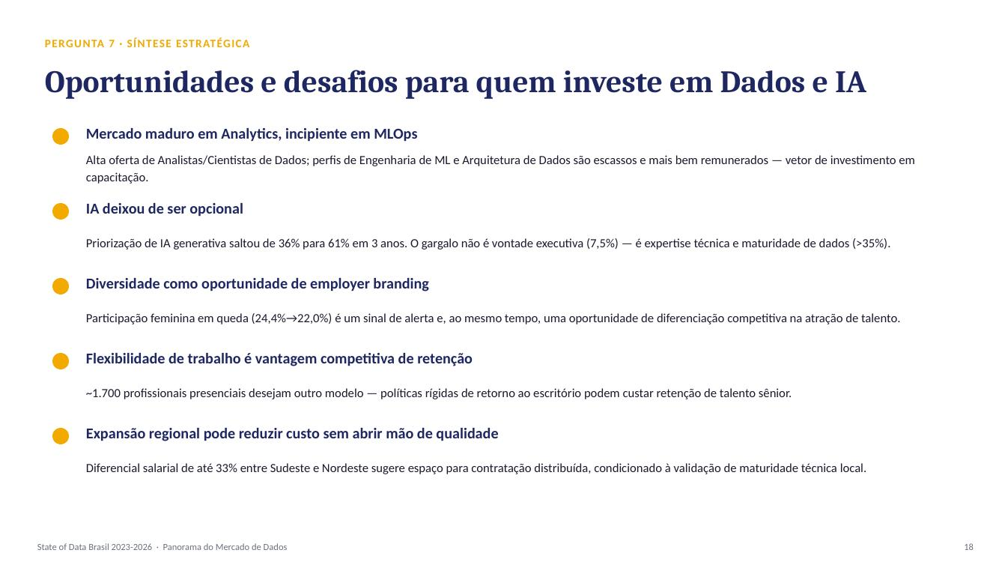 PERGUNTA 7 · SÍNTESE ESTRATÉGICA
Oportunidades e desafios para quem investe em Dados e IA
Mercado maduro em Analytics, incipiente em MLOps
Alta oferta de Analistas/Cientistas de Dados; perfis de Engenharia de ML e Arquitetura de Dados são escassos e mais bem remunerados — vetor de investimento em
capacitação.
IA deixou de ser opcional
Priorização de IA generativa saltou de 36% para 61% em 3 anos. O gargalo não é vontade executiva (7,5%) — é expertise técnica e maturidade de dados (>35%).
Diversidade como oportunidade de employer branding
Participação feminina em queda (24,4%→22,0%) é um sinal de alerta e, ao mesmo tempo, uma oportunidade de diferenciação competitiva na atração de talento.
Flexibilidade de trabalho é vantagem competitiva de retenção
~1.700 profissionais presenciais desejam outro modelo — políticas rígidas de retorno ao escritório podem custar retenção de talento sênior.
Expansão regional pode reduzir custo sem abrir mão de qualidade
Diferencial salarial de até 33% entre Sudeste e Nordeste sugere espaço para contratação distribuída, condicionado à validação de maturidade técnica local.
State of Data Brasil 2023-2026 · Panorama do Mercado de Dados
18